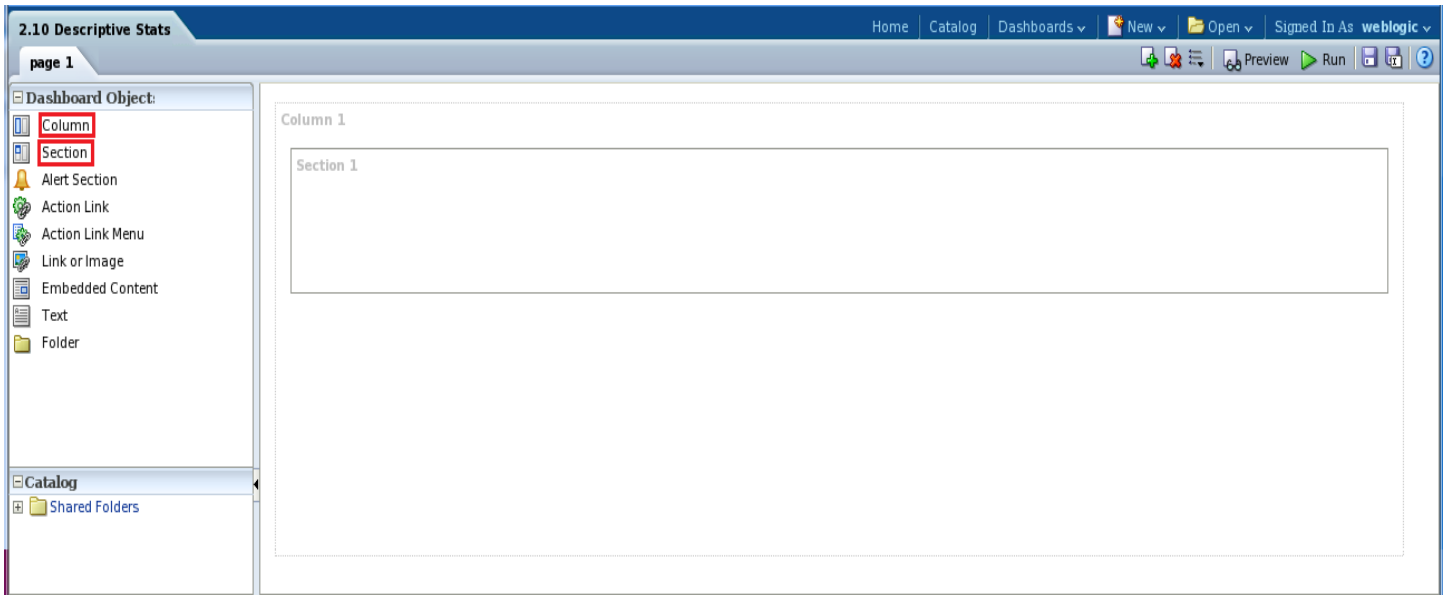 2.10 Descriptive Stats
Home Catalog Dashboards New Open Signed In As weblogic
page 1
Preview Run
Dashboard Object:
Column
Section
Alert Section
Action Link
Action Link Menu
Link or Image
Embedded Content
Text
Folder
Catalog
Shared Folders
Column 1
Section 1